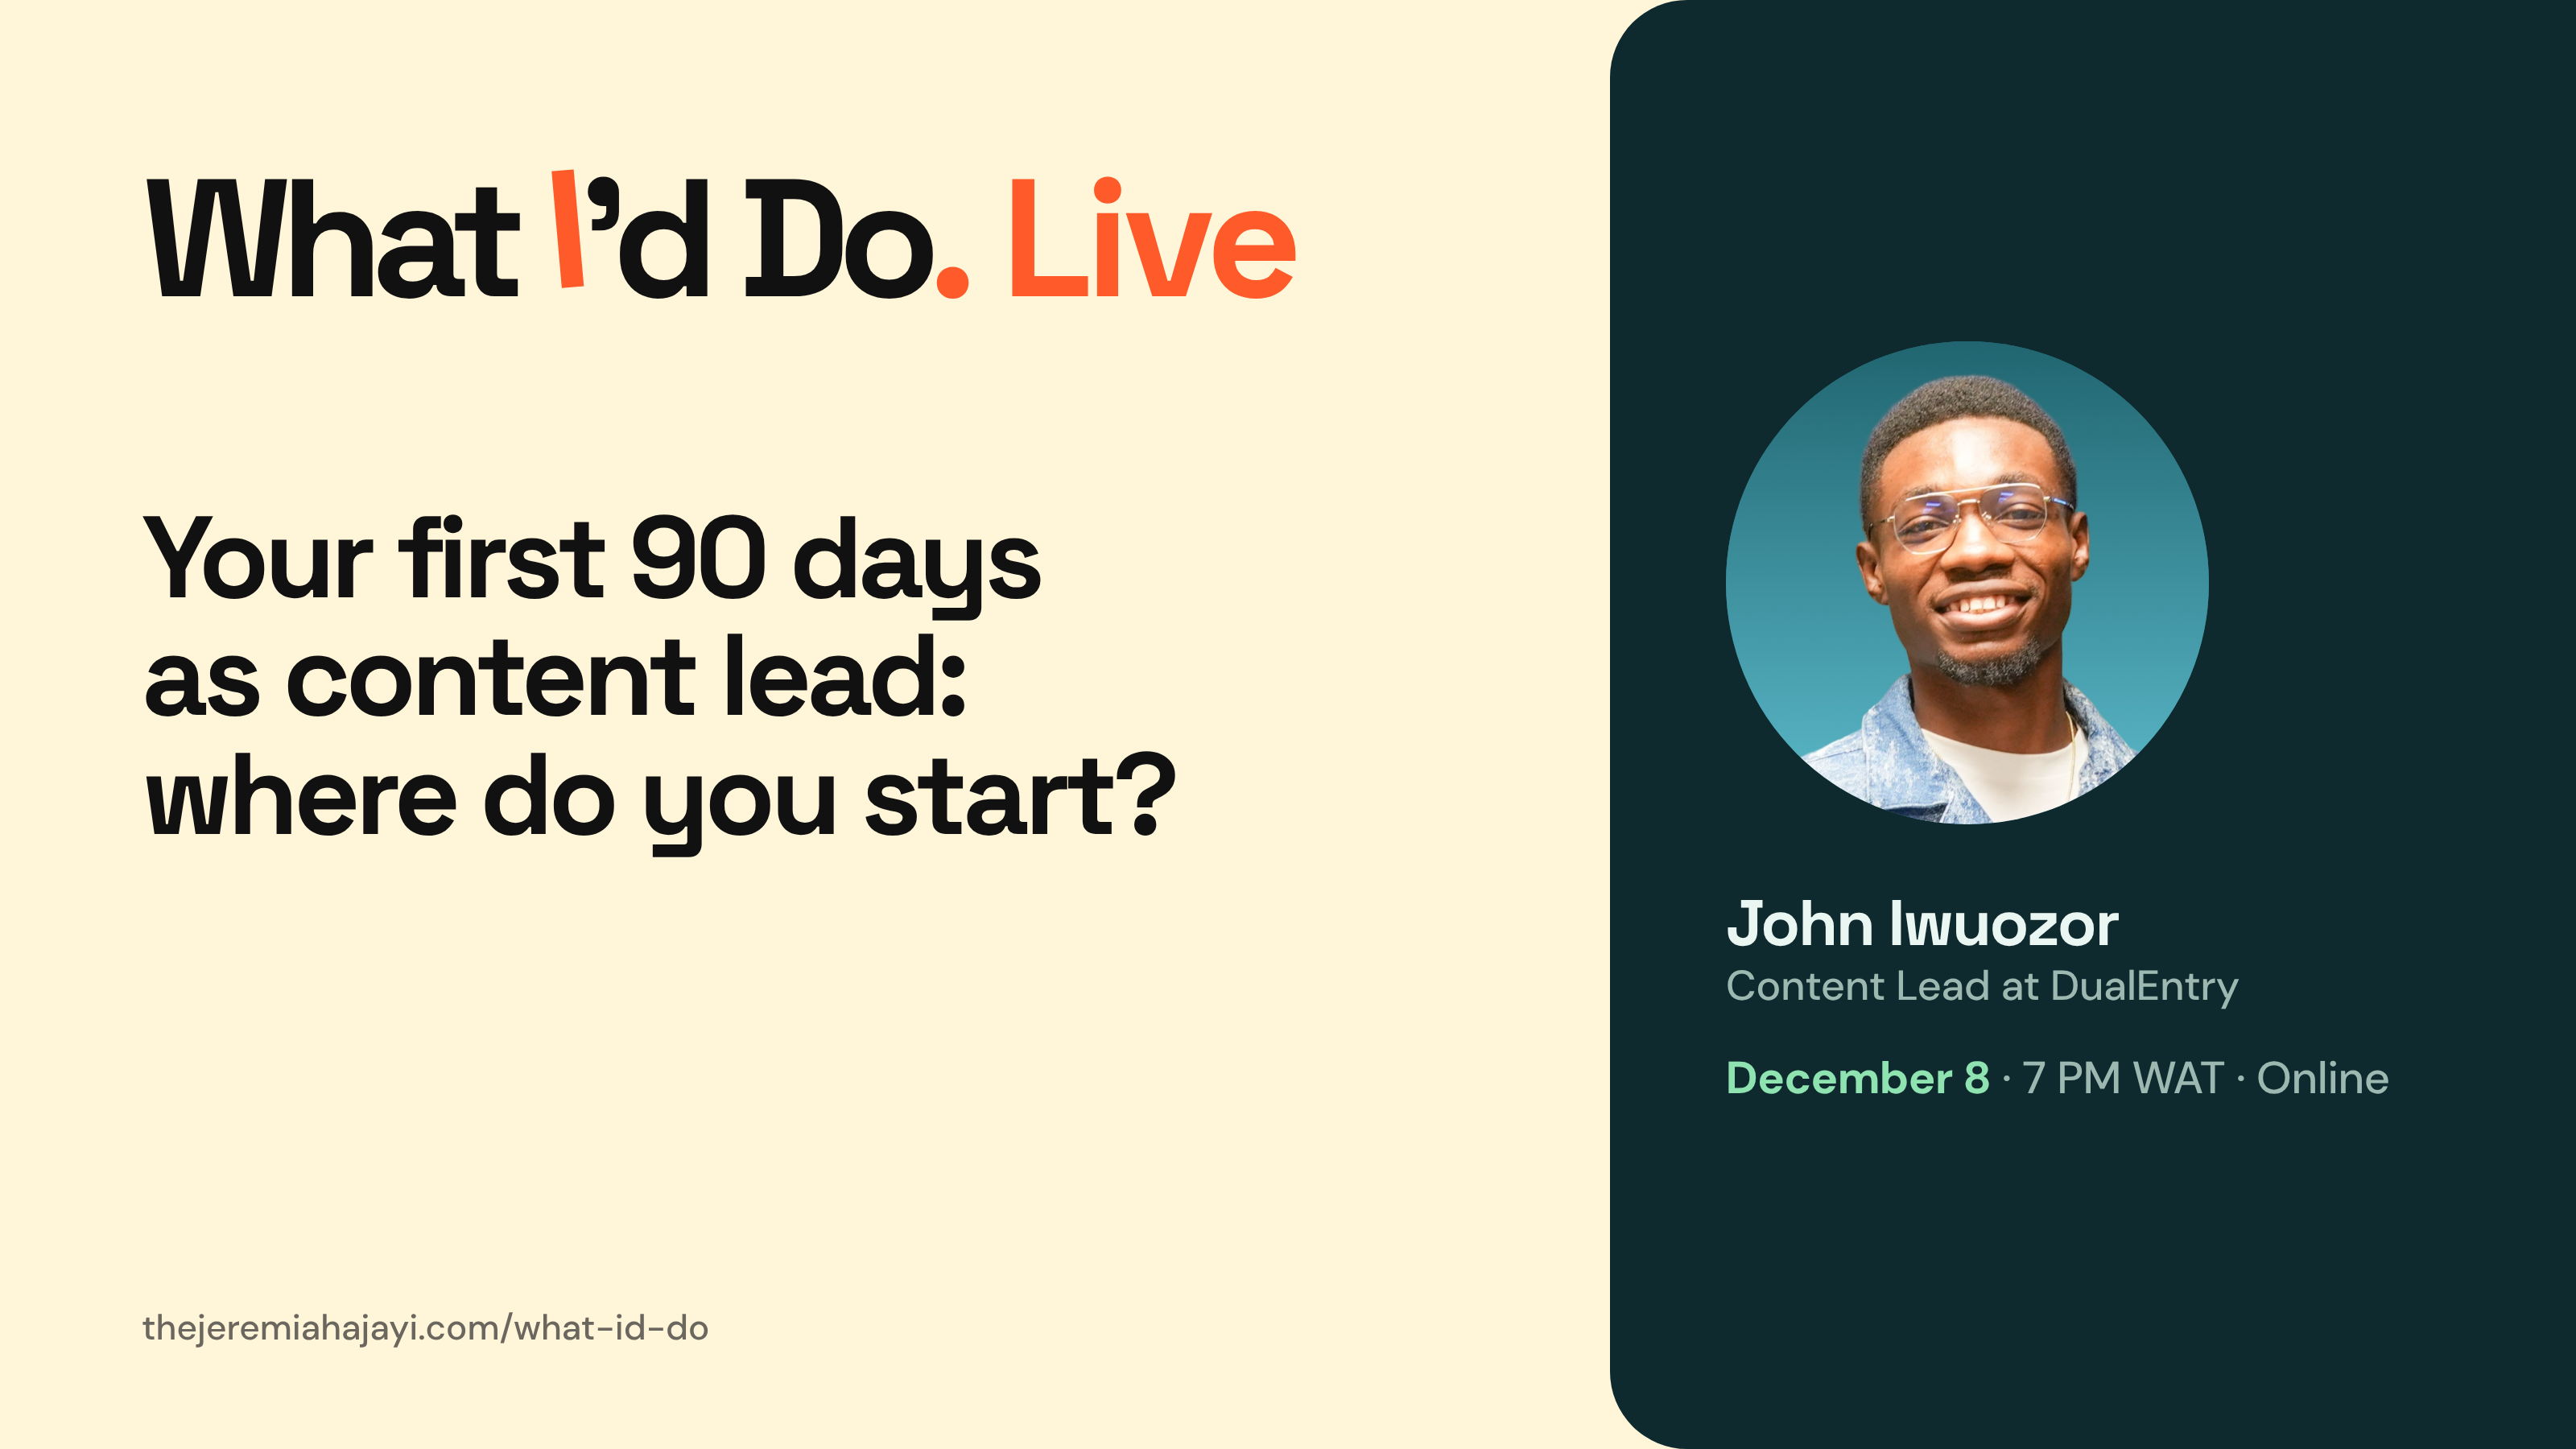 What I’d Do. Live
Your first 90 days
as content lead:
where do you start?
thejeremiahajayi.com/what-id-do
John Iwuozor
Content Lead at DualEntry
December 8 · 7 PM WAT · Online